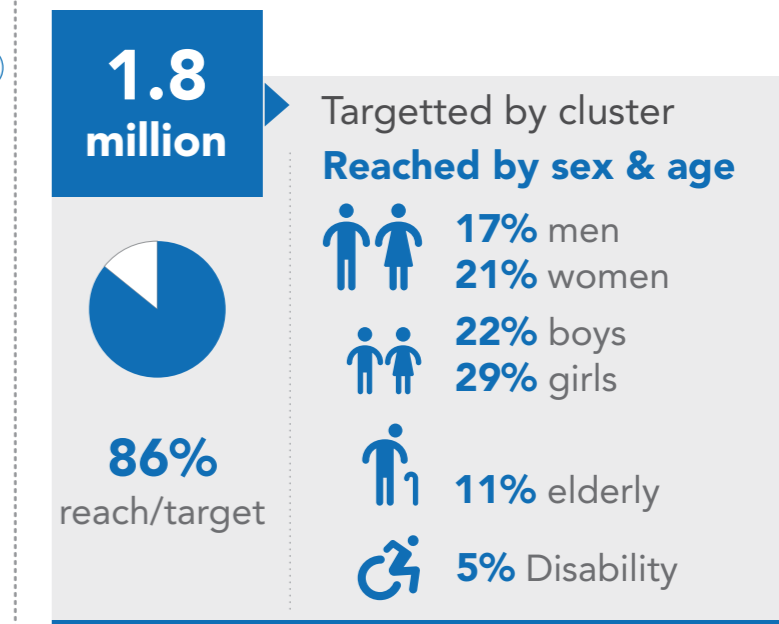 1.8
million
Targetted by cluster
Reached by sex & age
17% men
21% women
22% boys
29% girls
11% elderly
5% Disability
86%
reach/target